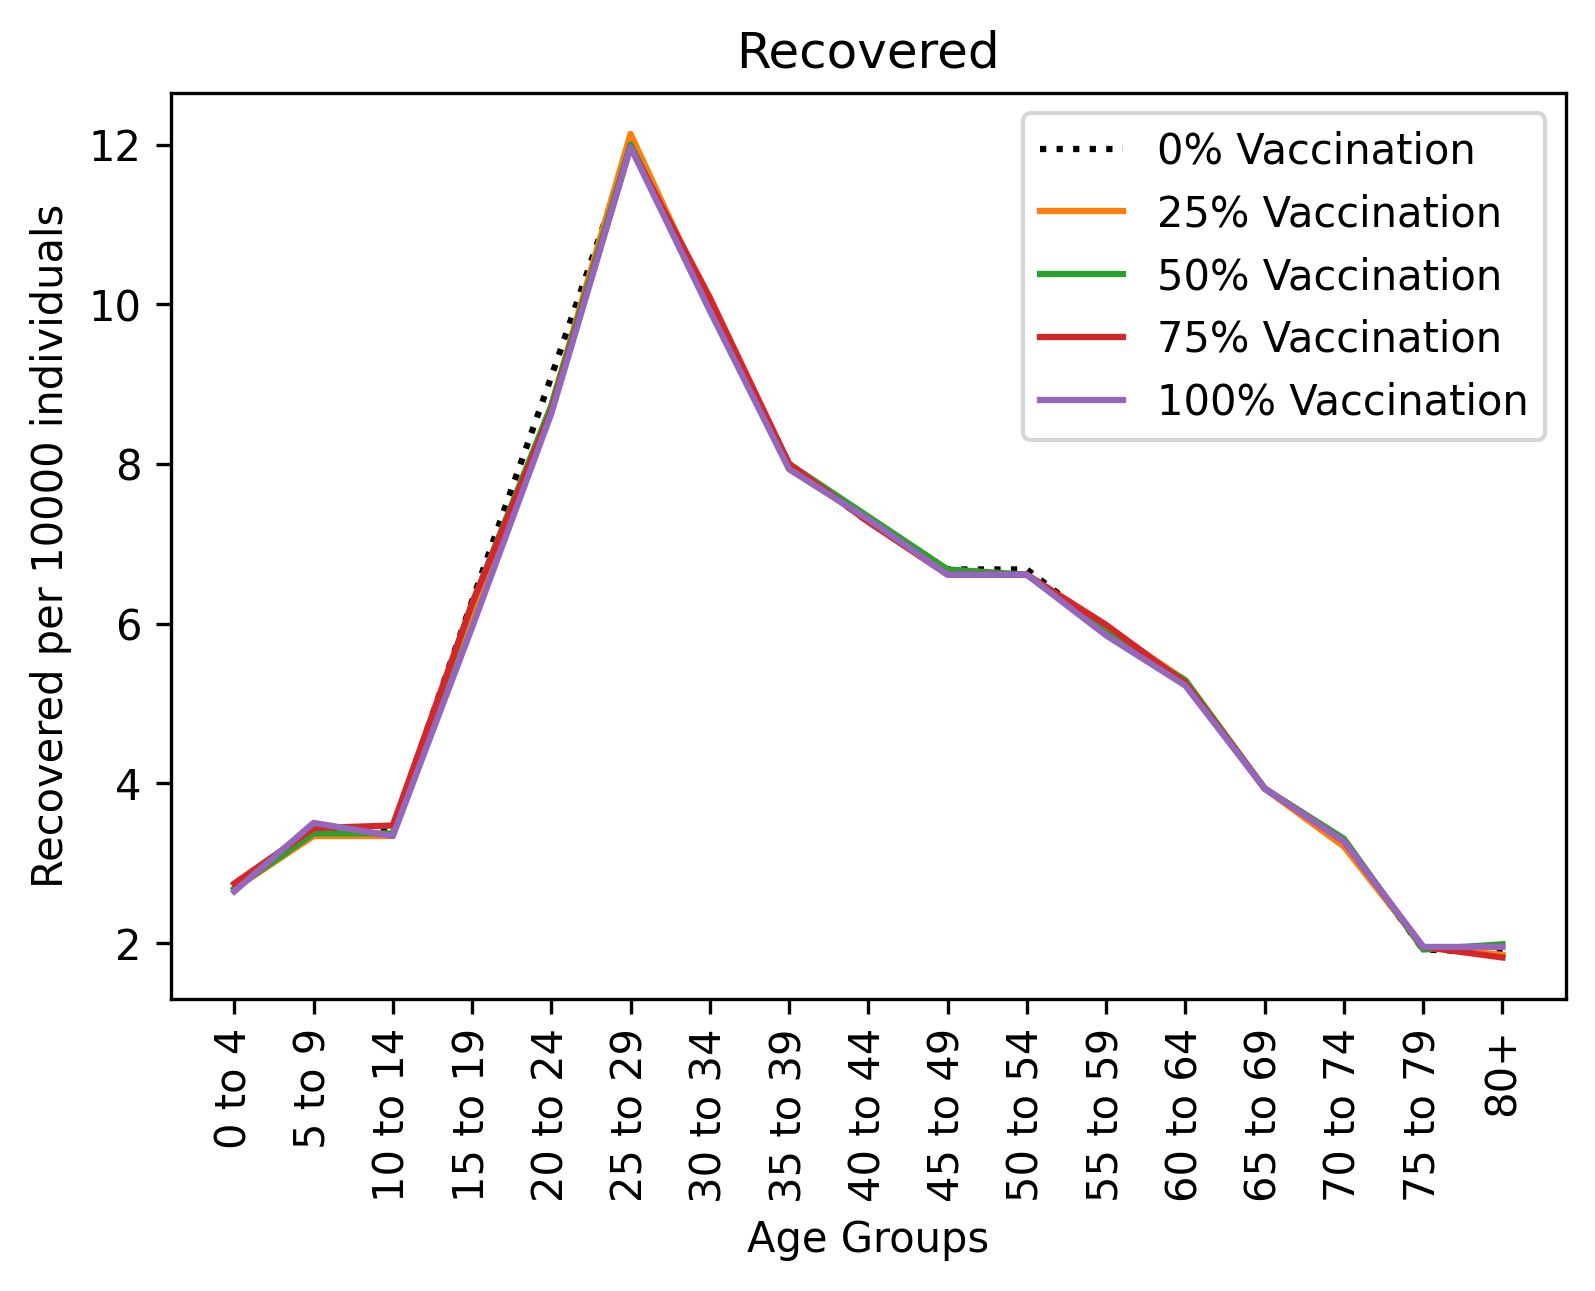 Recovered
12
10
8
6
4
2
Recovered per 10000 individuals
0% Vaccination
25% Vaccination
50% Vaccination
75% Vaccination
100% Vaccination
0 to 4
5 to 9
10 to 14
15 to 19
20 to 24
25 to 29
30 to 34
35 to 39
40 to 44
45 to 49
50 to 54
55 to 59
60 to 64
65 to 69
70 to 74
75 to 79
80+
Age Groups